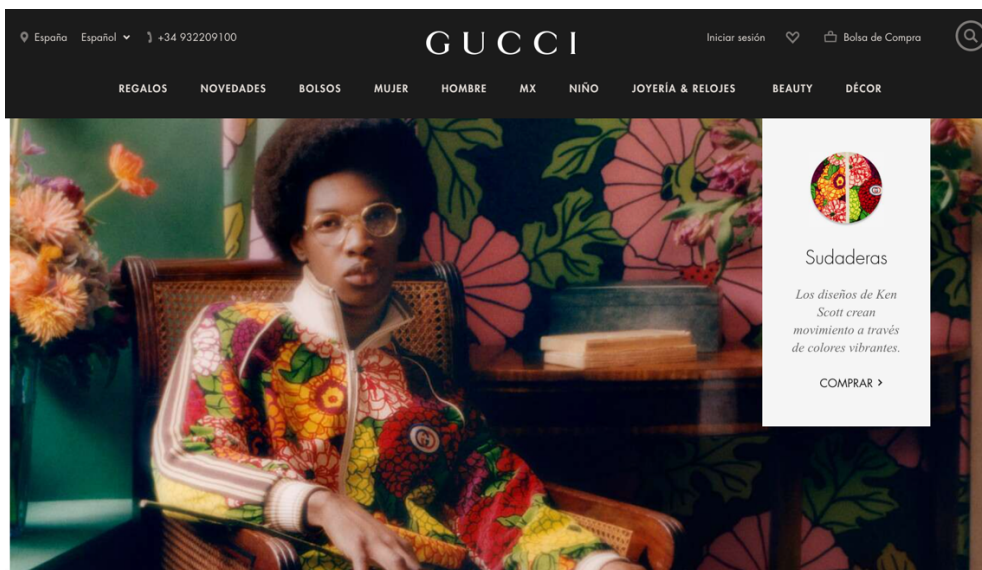 España Español +34 932209100 GUCCI Iniciar sesión Bolsa de Compra
REGALOS NOVEDADES BOLSOS MUJER HOMBRE MX NIÑO JOYERÍA & RELOJES BEAUTY DÉCOR
Sudaderas
Los diseños de Ken
Scott crean
movimiento a través
de colores vibrantes.
COMPRAR >